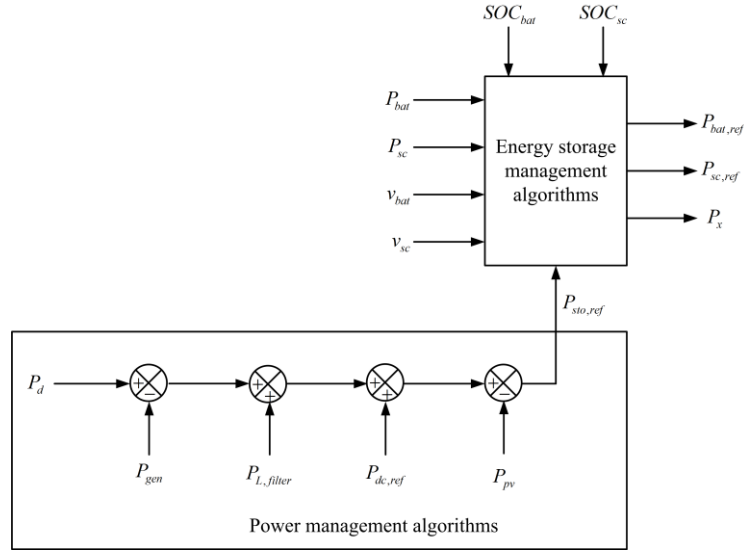 SOC_bat SOC_sc
P_bat
P_sc
v_bat
v_sc
Energy storage
management
algorithms
P_bat,ref
P_sc,ref
P_x
P_sto,ref
P_d
+ −
+ +
+ +
+ −
P_gen P_L,filter P_dc,ref P_pv
Power management algorithms